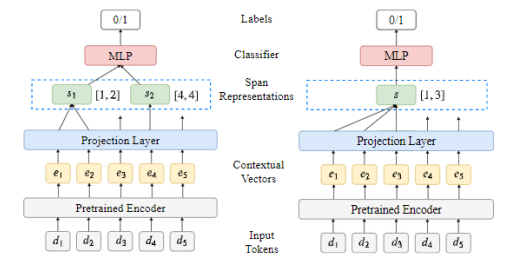 0/1 Labels 0/1
MLP Classifier MLP
s1 [1, 2] s2 [4, 4] Span Representations s [1, 3]
Projection Layer Projection Layer
e1 e2 e3 e4 e5 Contextual Vectors e1 e2 e3 e4 e5
Pretrained Encoder Pretrained Encoder
d1 d2 d3 d4 d5 Input Tokens d1 d2 d3 d4 d5